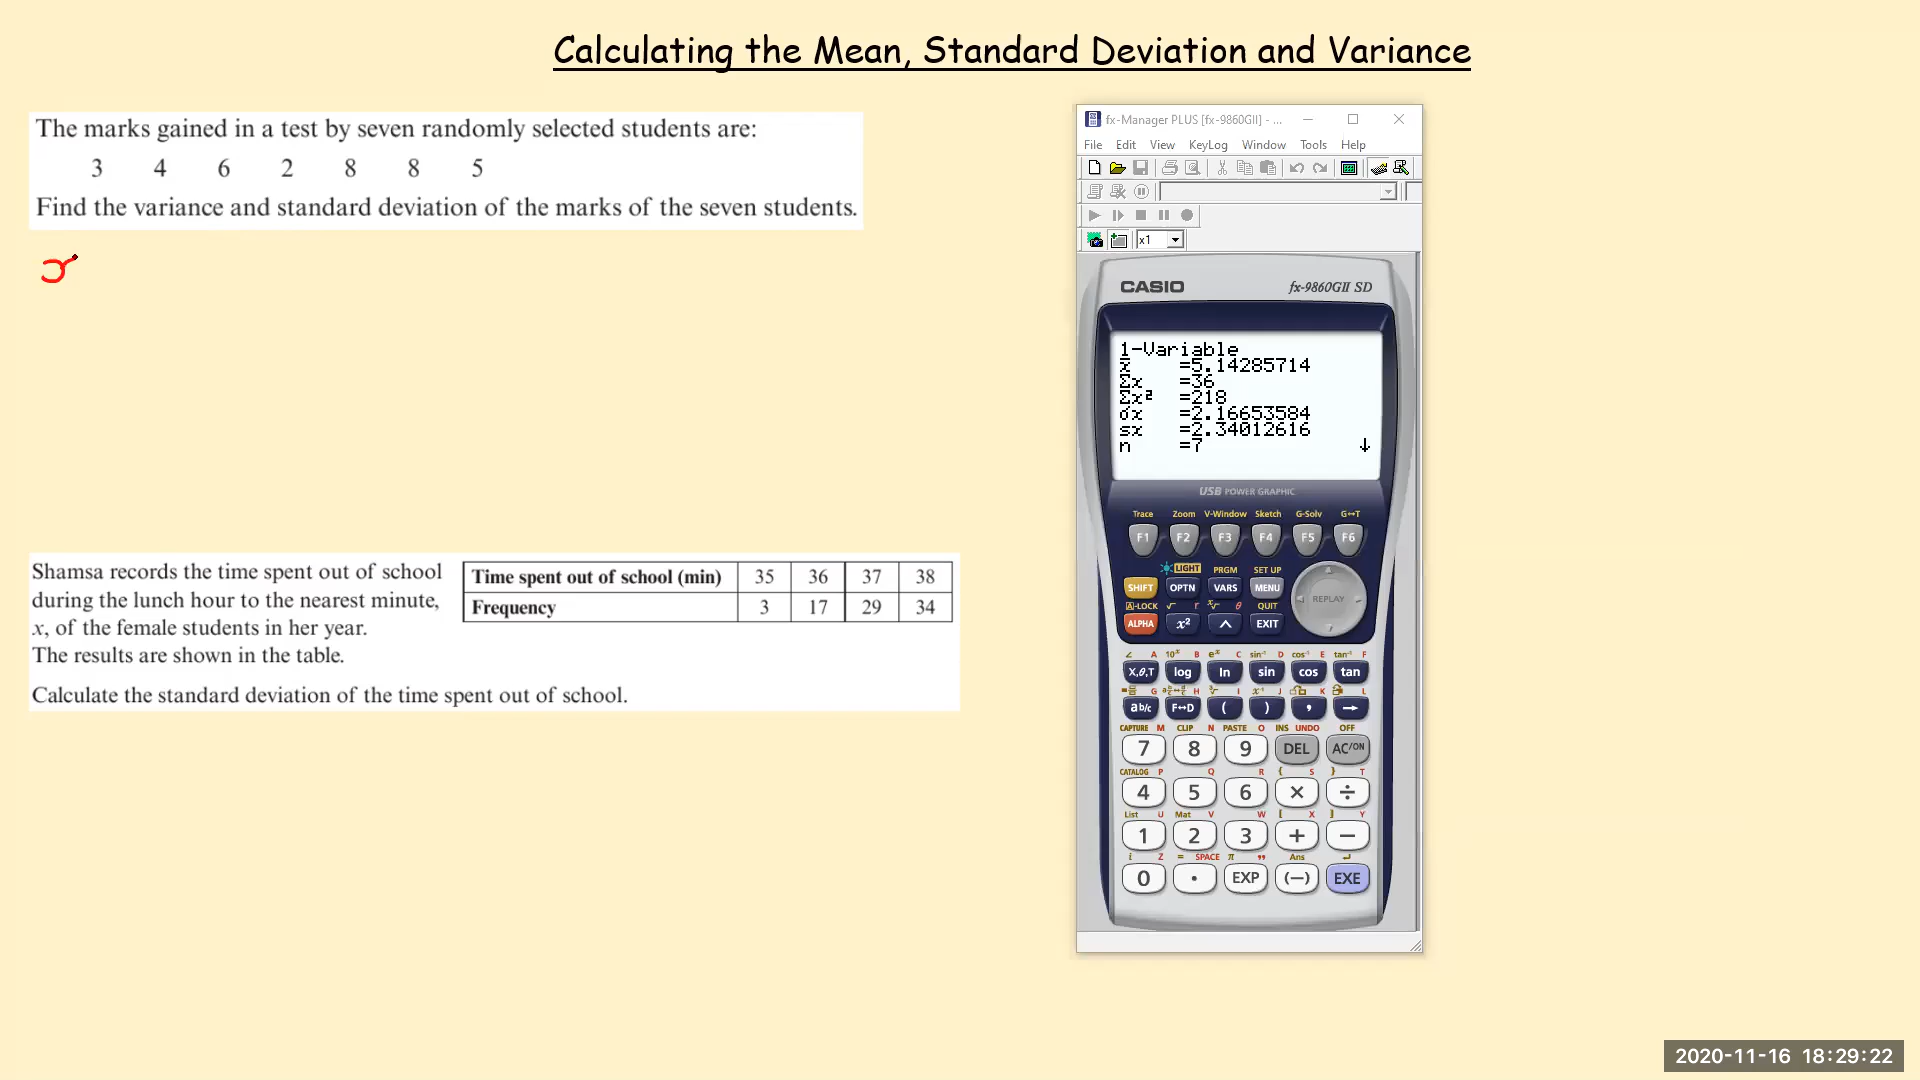 Calculating the Mean, Standard Deviation and Variance
The marks gained in a test by seven randomly selected students are:
3 4 6 2 8 8 5
Find the variance and standard deviation of the marks of the seven students.
x
Shamsa records the time spent out of school
during the lunch hour to the nearest minute,
x, of the female students in her year.
The results are shown in the table.
Time spent out of school (min) 35 36 37 38
Frequency 3 17 29 34
Calculate the standard deviation of the time spent out of school.
fx-Manager PLUS [fx-9860GII] - ...
File Edit View KeyLog Window Tools Help
x1
CASIO fx-9860GII SD
1-Variable
x̄ =5.14285714
Σx =36
Σx² =218
σx =2.16653584
sx =2.34012616
n =7 ↓
USB POWER GRAPHIC
Trace Zoom V-Window Sketch G-Solv G↔T
F1 F2 F3 F4 F5 F6
LIGHT PRGM SET UP
SHIFT OPTN VARS MENU REPLAY
A-LOCK √ r ˣ√ θ QUIT
ALPHA x² ^ EXIT
∠ A 10ˣ B eˣ C sin⁻¹ D cos⁻¹ E tan⁻¹ F
X,θ,T log ln sin cos tan
G H ³√ I x⁻¹ J K L
a b/c F↔D ( ) , →
CAPTURE M CLIP N PASTE O INS UNDO OFF
7 8 9 DEL AC/ON
CATALOG P Q R { S } T
4 5 6 × ÷
List U Mat V W [ X ] Y
1 2 3 + −
i Z = SPACE π " Ans ↵
0 . EXP (−) EXE
2020-11-16 18:29:22